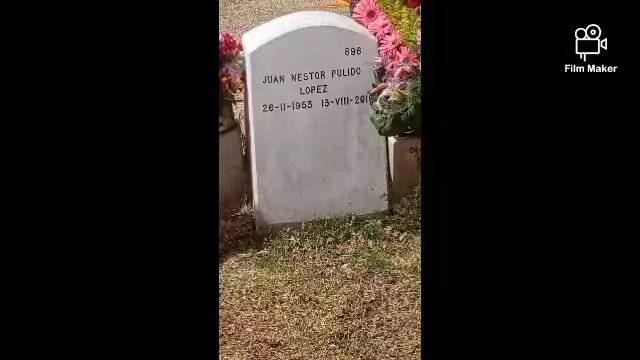 696
JUAN NESTOR PULIDO
LOPEZ
26-11-1953 13-VIII-201
Film Maker